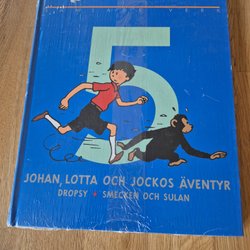 5
JOHAN, LOTTA OCH JOCKOS ÄVENTYR
DROPSY • SMECKEN OCH SULAN